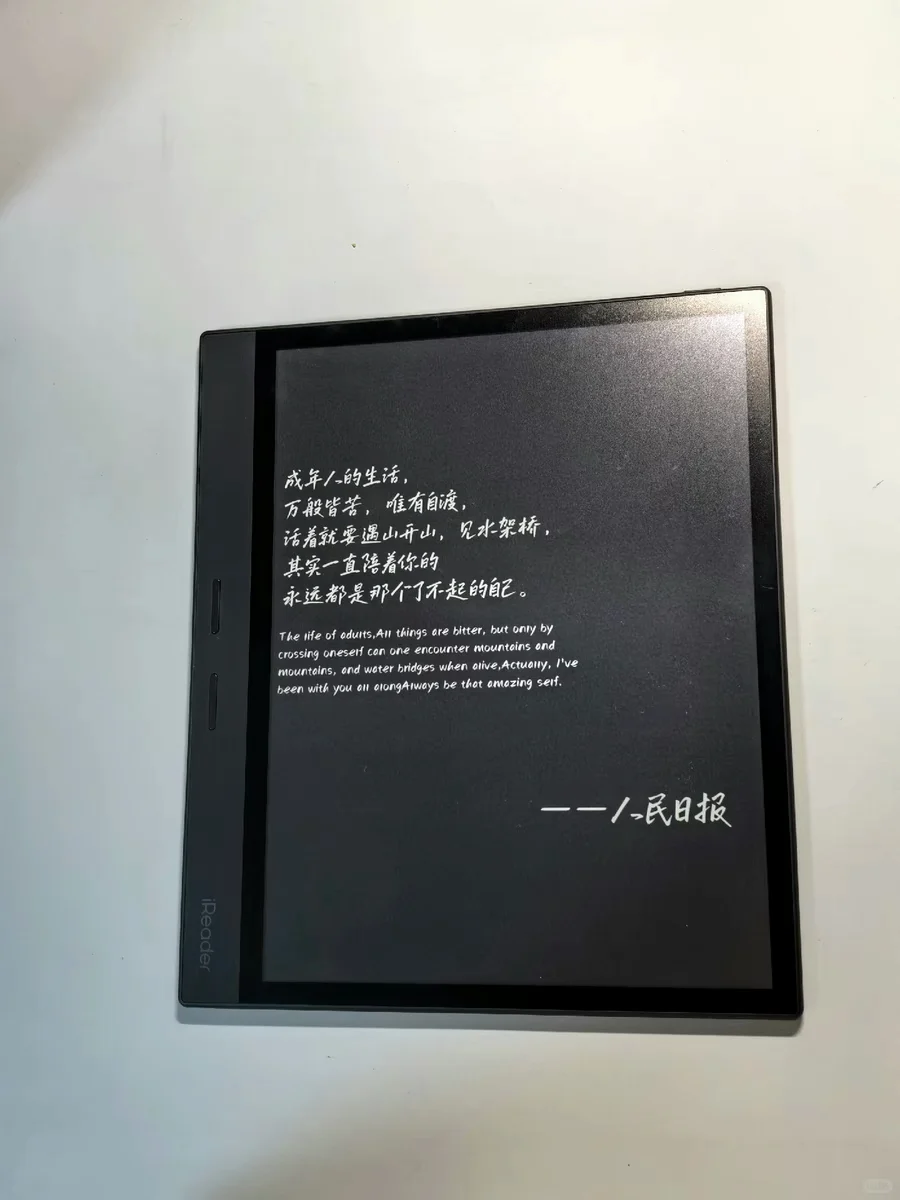 成年人的生活，
万般皆苦，唯有自渡，
活着就要遇山开山，见水架桥，
其实一直陪着你的
永远都是那个了不起的自己。
The life of adults,All things are bitter, but only by
crossing oneself can one encounter mountains and
mountains, and water bridges when alive,Actually, I've
been with you all alongAlways be that amazing self.
——人民日报
iReader